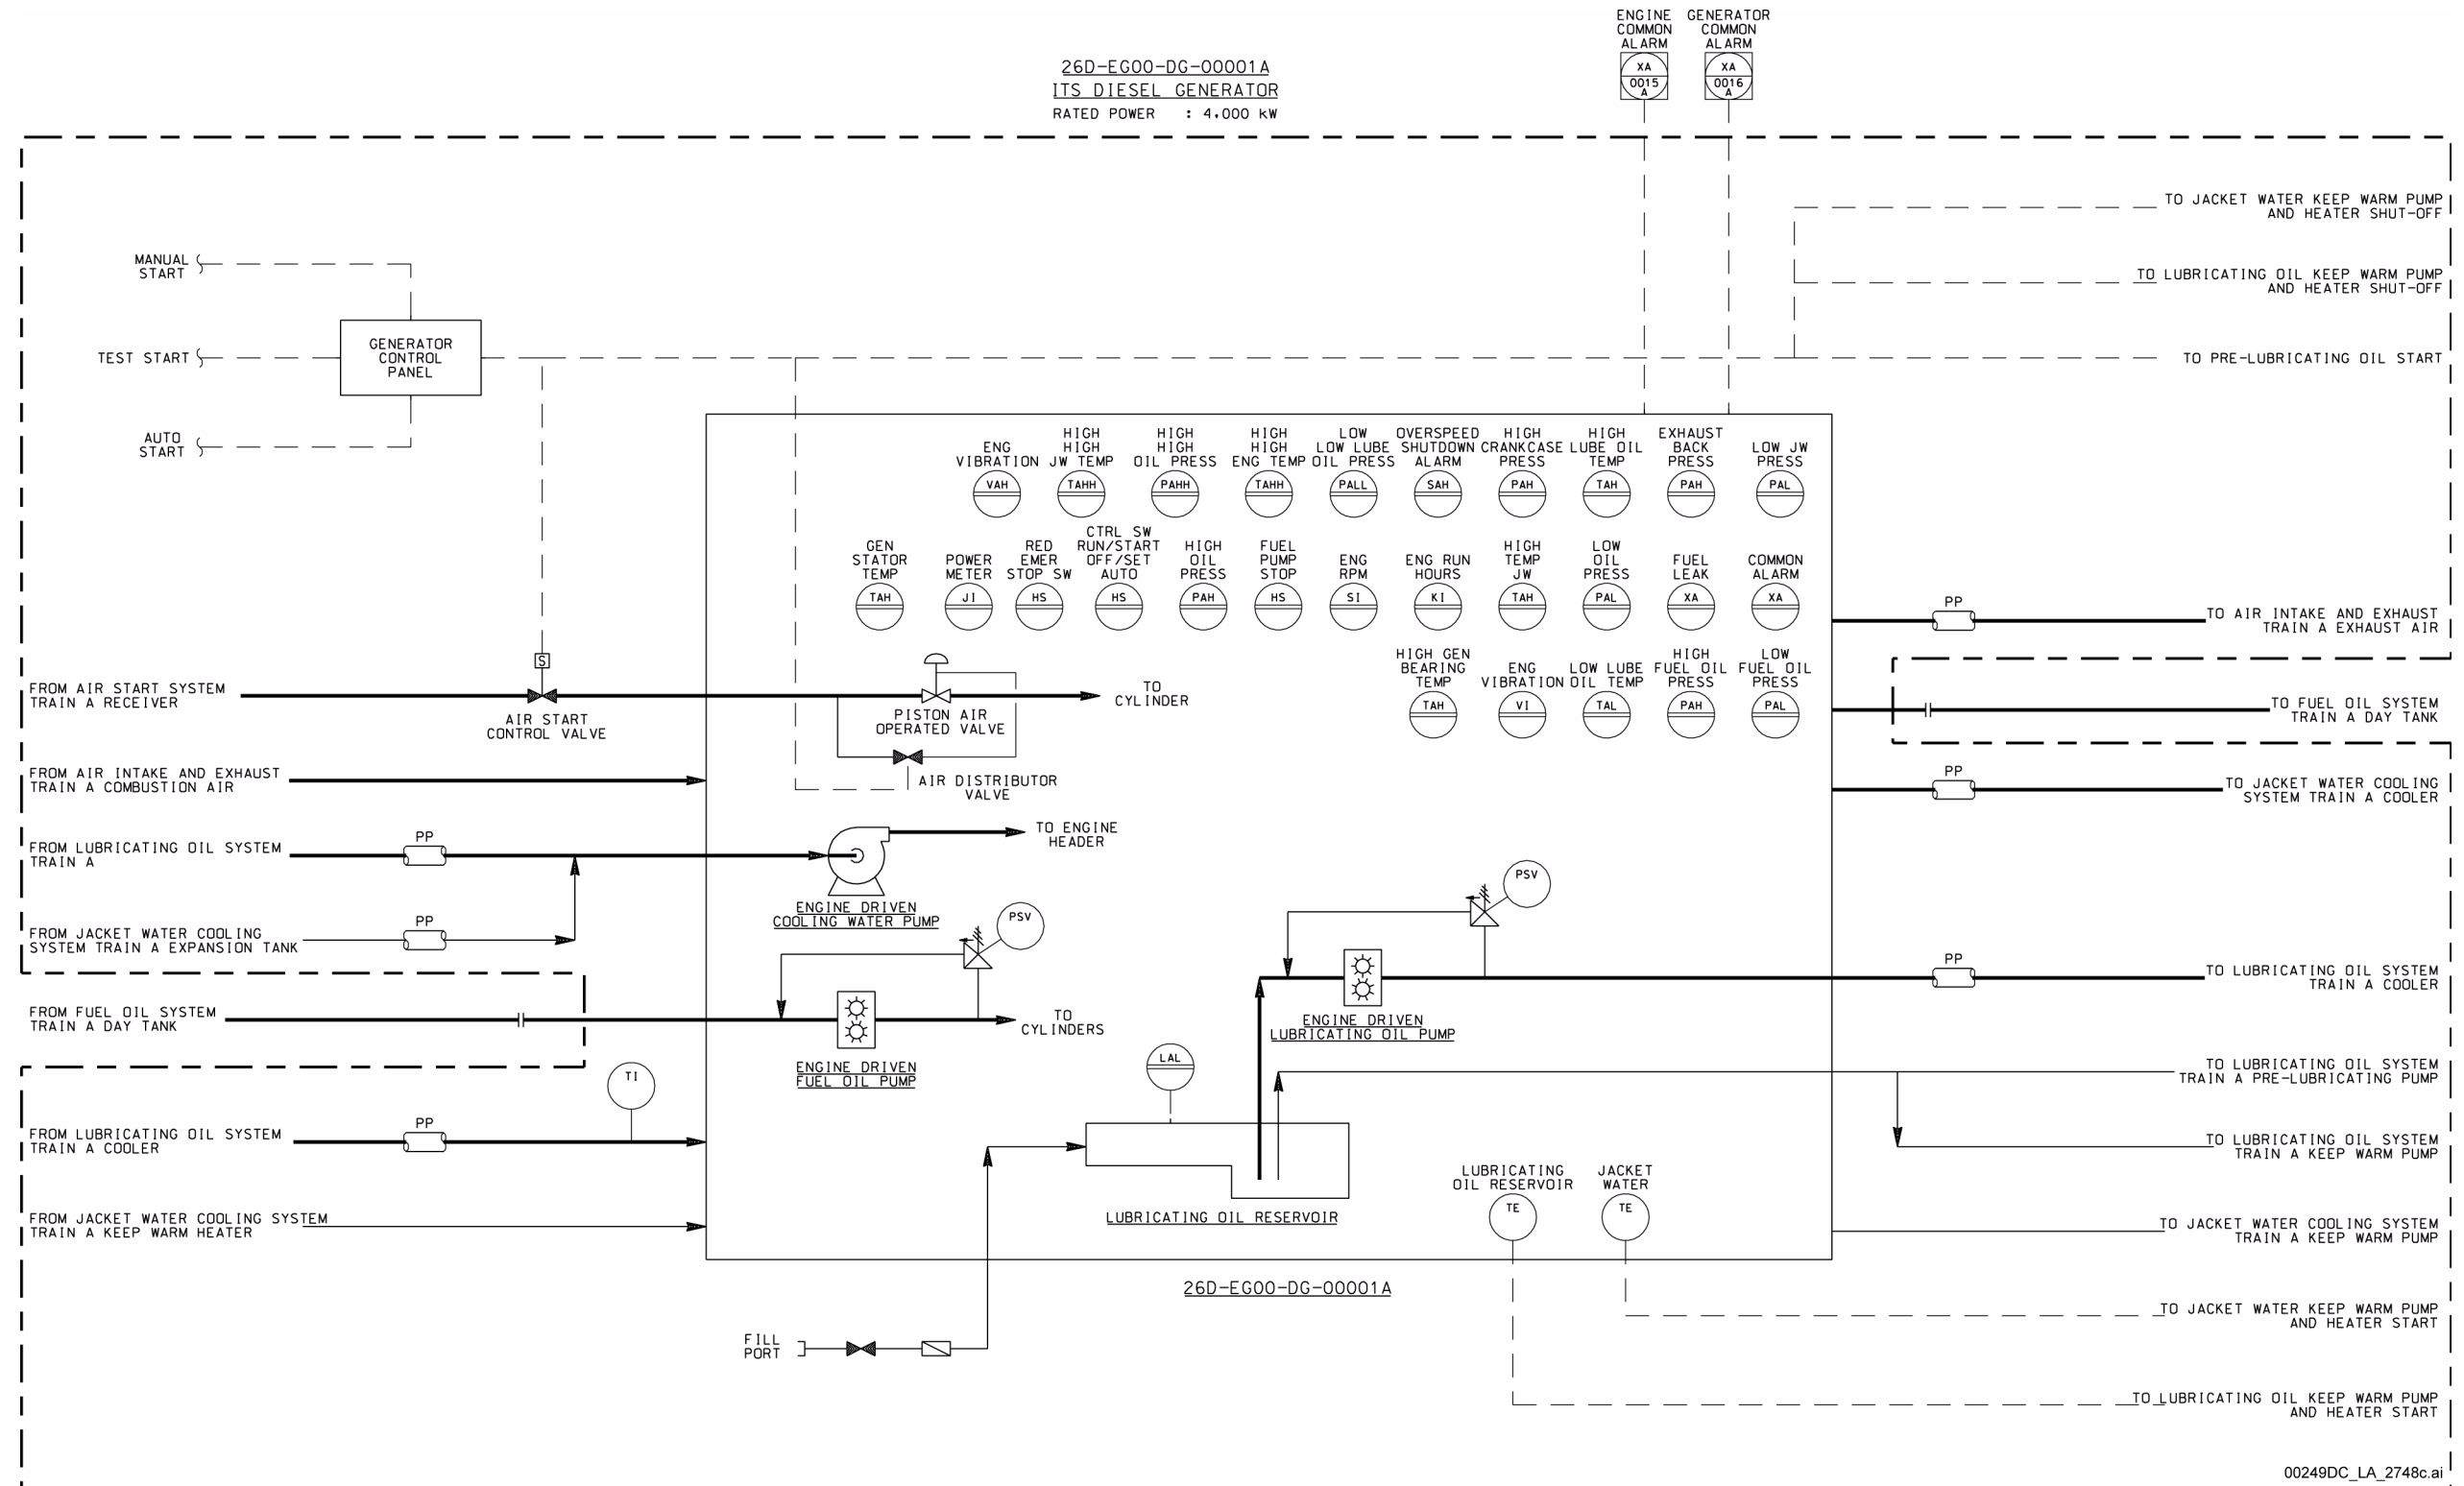 ENGINE
COMMON
ALARM
XA
0015
A
GENERATOR
COMMON
ALARM
XA
0016
A
26D-EG00-DG-00001A
ITS DIESEL GENERATOR
RATED POWER : 4,000 kW
TO JACKET WATER KEEP WARM PUMP
AND HEATER SHUT-OFF
TO LUBRICATING OIL KEEP WARM PUMP
AND HEATER SHUT-OFF
TO PRE-LUBRICATING OIL START
MANUAL
START
TEST START
AUTO
START
GENERATOR
CONTROL
PANEL
ENG
VIBRATION
VAH
HIGH
HIGH
JW TEMP
TAHH
HIGH
HIGH
OIL PRESS
PAHH
HIGH
HIGH
ENG TEMP
TAHH
LOW
LOW LUBE
OIL PRESS
PALL
OVERSPEED
SHUTDOWN
ALARM
SAH
HIGH
CRANKCASE
PRESS
PAH
HIGH
LUBE OIL
TEMP
TAH
EXHAUST
BACK
PRESS
PAH
LOW JW
PRESS
PAL
GEN
STATOR
TEMP
TAH
POWER
METER
JI
RED
EMER
STOP SW
HS
CTRL SW
RUN/START
OFF/SET
AUTO
HS
HIGH
OIL
PRESS
PAH
FUEL
PUMP
STOP
HS
ENG
RPM
SI
ENG RUN
HOURS
KI
HIGH
TEMP
JW
TAH
LOW
OIL
PRESS
PAL
FUEL
LEAK
XA
COMMON
ALARM
XA
HIGH GEN
BEARING
TEMP
TAH
ENG
VIBRATION
VI
LOW LUBE
OIL TEMP
TAL
HIGH
FUEL OIL
PRESS
PAH
LOW
FUEL OIL
PRESS
PAL
PP
TO AIR INTAKE AND EXHAUST
TRAIN A EXHAUST AIR
FROM AIR START SYSTEM
TRAIN A RECEIVER
S
AIR START
CONTROL VALVE
PISTON AIR
OPERATED VALVE
TO
CYLINDER
TO FUEL OIL SYSTEM
TRAIN A DAY TANK
FROM AIR INTAKE AND EXHAUST
TRAIN A COMBUSTION AIR
AIR DISTRIBUTOR
VALVE
PP
TO JACKET WATER COOLING
SYSTEM TRAIN A COOLER
FROM LUBRICATING OIL SYSTEM
TRAIN A
PP
TO ENGINE
HEADER
ENGINE DRIVEN
COOLING WATER PUMP
PSV
PSV
FROM JACKET WATER COOLING
SYSTEM TRAIN A EXPANSION TANK
PP
PP
TO LUBRICATING OIL SYSTEM
TRAIN A COOLER
FROM FUEL OIL SYSTEM
TRAIN A DAY TANK
TO
CYLINDERS
ENGINE DRIVEN
LUBRICATING OIL PUMP
ENGINE DRIVEN
FUEL OIL PUMP
LAL
TI
TO LUBRICATING OIL SYSTEM
TRAIN A PRE-LUBRICATING PUMP
FROM LUBRICATING OIL SYSTEM
TRAIN A COOLER
PP
TO LUBRICATING OIL SYSTEM
TRAIN A KEEP WARM PUMP
LUBRICATING
OIL RESERVOIR
TE
JACKET
WATER
TE
LUBRICATING OIL RESERVOIR
FROM JACKET WATER COOLING SYSTEM
TRAIN A KEEP WARM HEATER
TO JACKET WATER COOLING SYSTEM
TRAIN A KEEP WARM PUMP
26D-EG00-DG-00001A
TO JACKET WATER KEEP WARM PUMP
AND HEATER START
FILL
PORT
TO LUBRICATING OIL KEEP WARM PUMP
AND HEATER START
00249DC_LA_2748c.ai